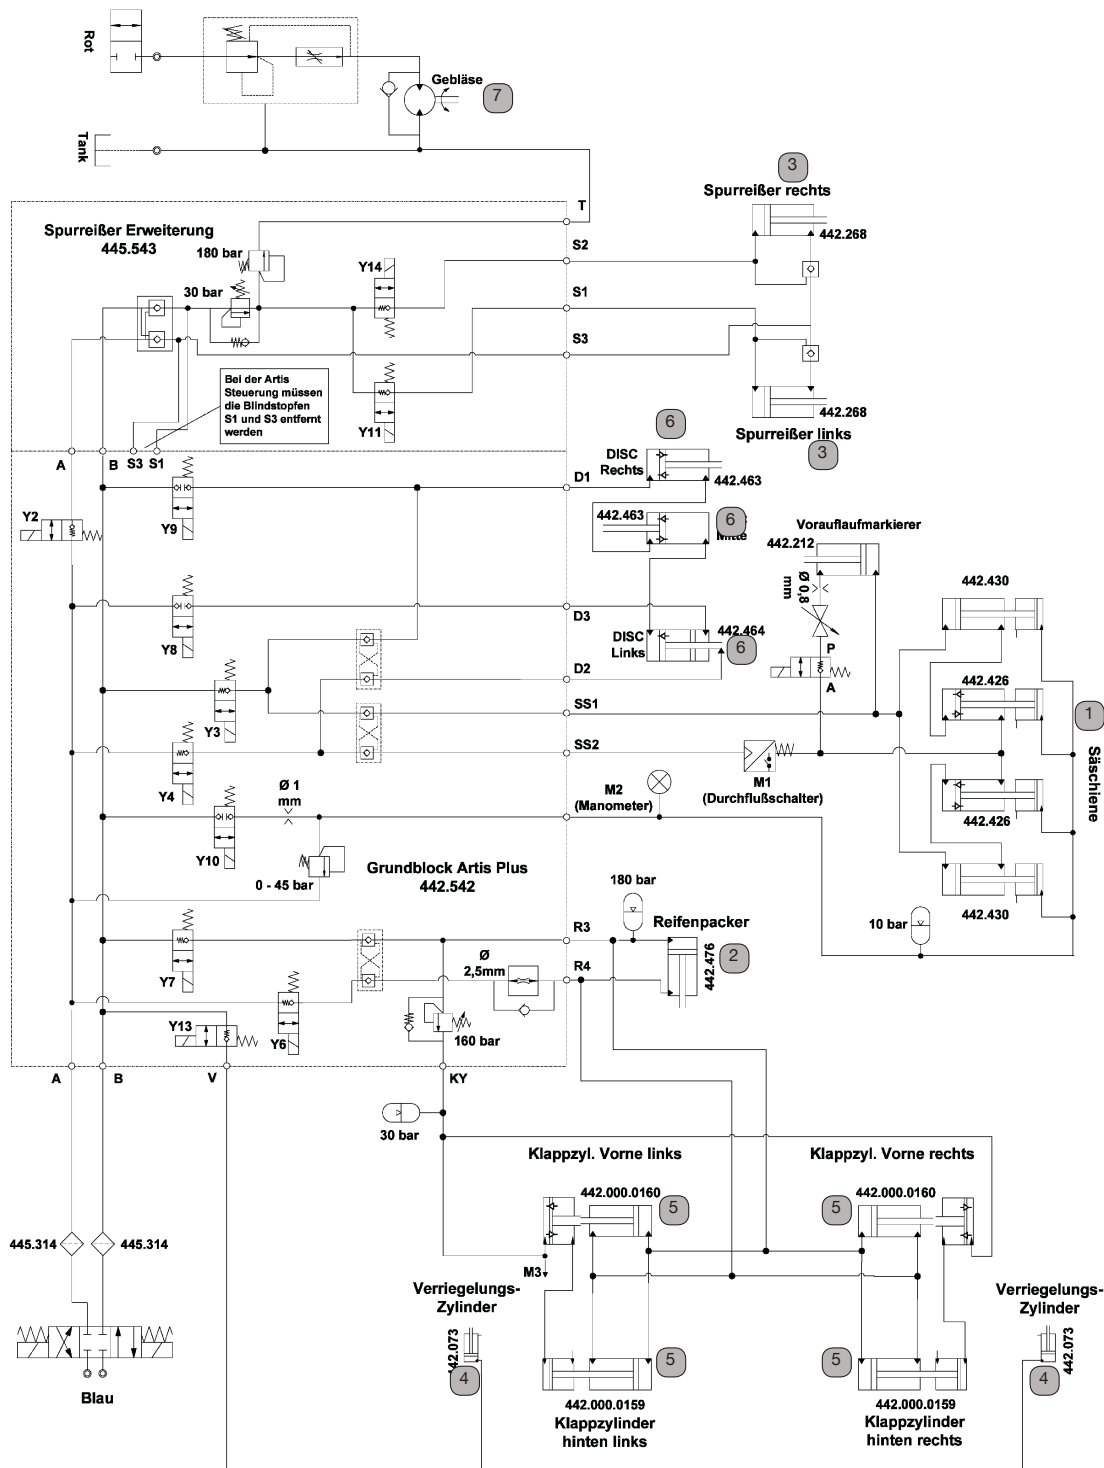 Rot
Gebläse
7
Tank
3
T
Spurreißer rechts
Spurreißer Erweiterung
445.543
442.268
S2
180 bar
Y14
30 bar
S1
S3
Bei der Artis
Steuerung müssen
die Blindstopfen
S1 und S3 entfernt
werden
442.268
6
Y11
Spurreißer links
3
A
B
S3
S1
DISC
Rechts
D1
442.463
Y2
Y9
442.463
6
Vorauflaufmarkierer
442.212
Ø 0,8
mm
442.430
D3
DISC
Links
442.464
6
Y8
P
D2
A
442.426
SS1
1
Y3
SS2
Säschiene
M1
(Durchflußschalter)
Y4
Ø 1
mm
M2
(Manometer)
442.426
Y10
Grundblock Artis Plus
442.542
0 - 45 bar
180 bar
442.430
10 bar
R3
Reifenpacker
Ø
2,5mm
442.476
2
R4
Y7
Y13
Y6
160 bar
A
B
V
KY
30 bar
Klappzyl. Vorne links
Klappzyl. Vorne rechts
442.000.0160
5
5
442.000.0160
445.314
445.314
M3
Verriegelungs-
Zylinder
Verriegelungs-
Zylinder
442.073
4
5
5
442.073
4
Blau
442.000.0159
Klappzylinder
hinten links
442.000.0159
Klappzylinder
hinten rechts